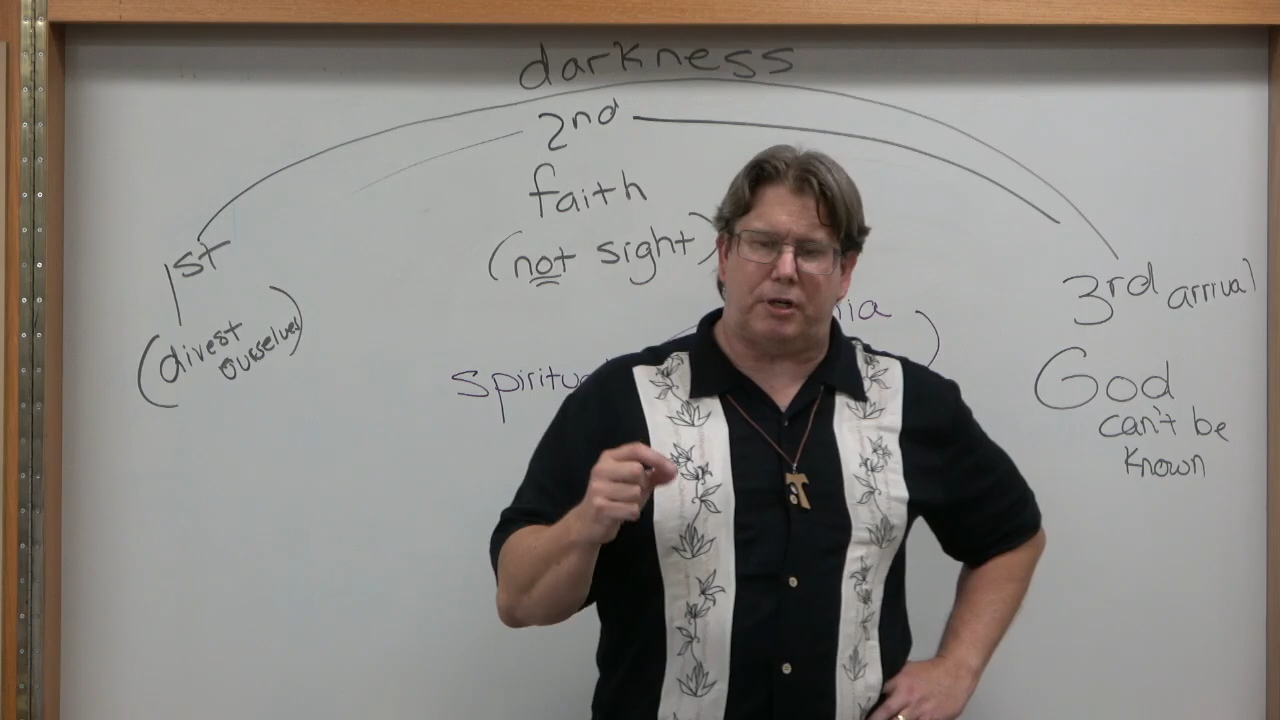 darkness
2nd
faith
(not sight)
1st
(divest
ourselves)
3rd arrival
God
can't be
known